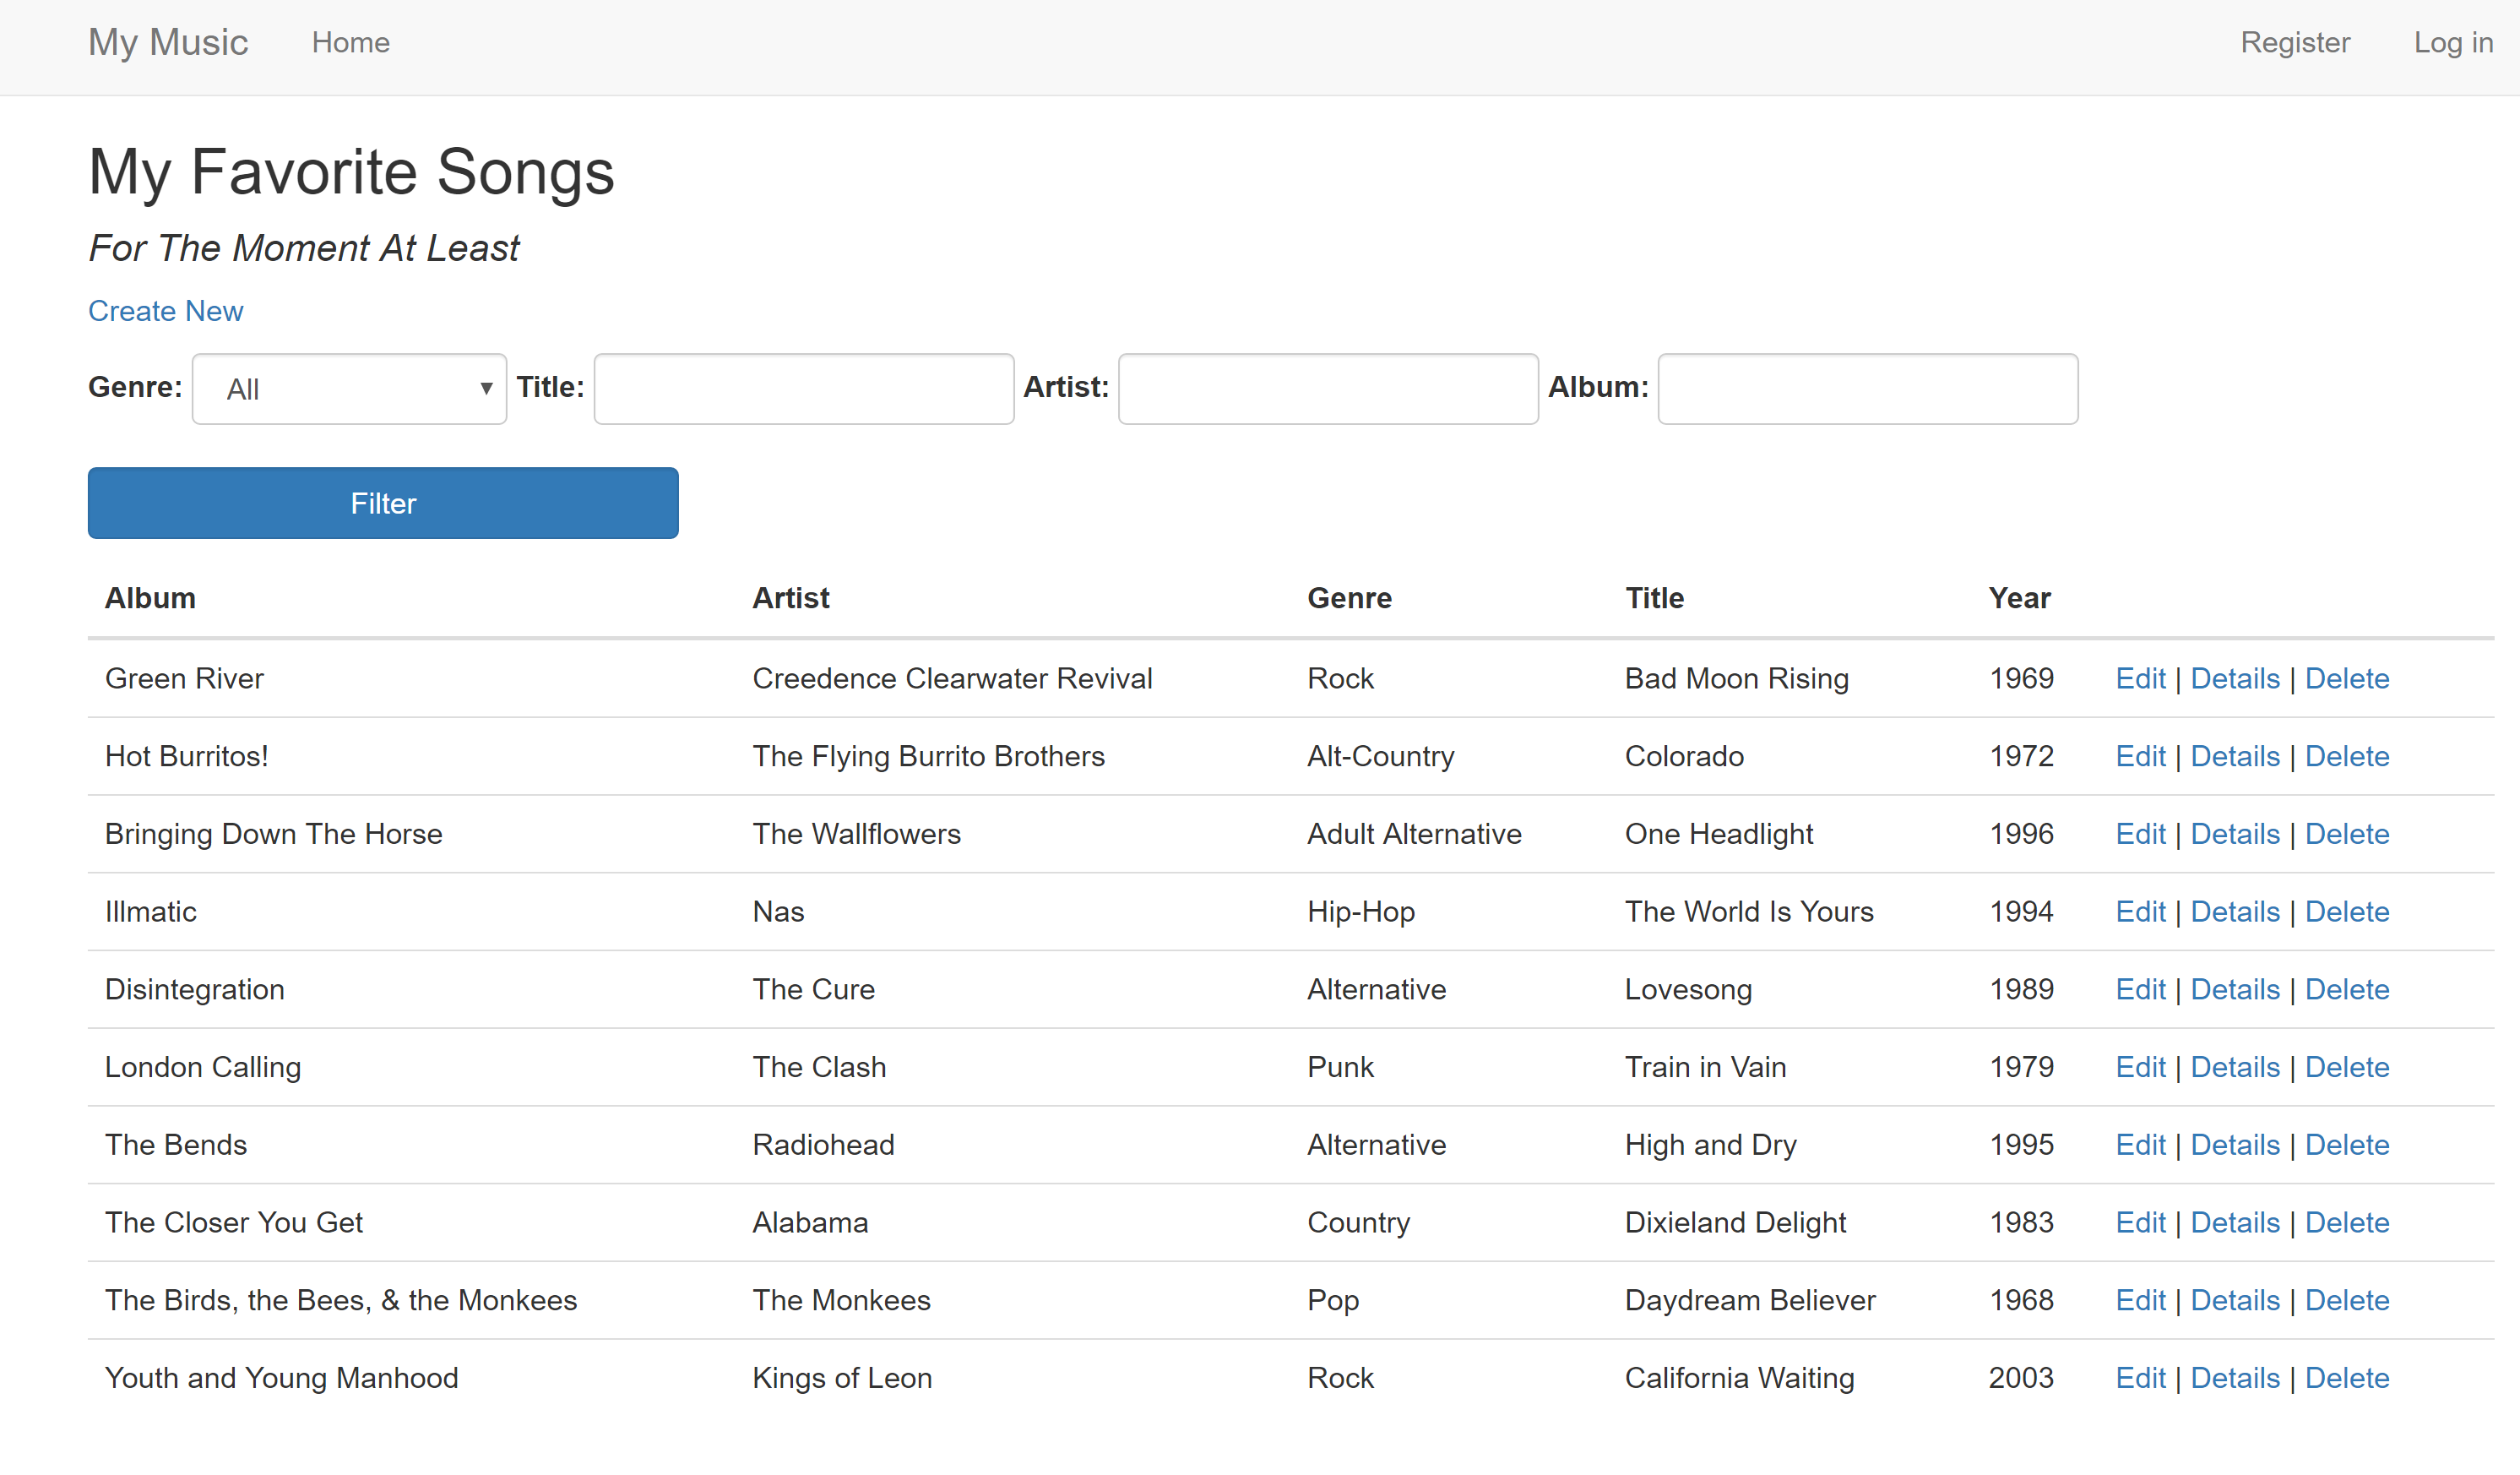 My Music Home Register Log in
My Favorite Songs
For The Moment At Least
Create New
Genre: All Title: Artist: Album:
Filter
Album Artist Genre Title Year
Green River Creedence Clearwater Revival Rock Bad Moon Rising 1969 Edit | Details | Delete
Hot Burritos! The Flying Burrito Brothers Alt-Country Colorado 1972 Edit | Details | Delete
Bringing Down The Horse The Wallflowers Adult Alternative One Headlight 1996 Edit | Details | Delete
Illmatic Nas Hip-Hop The World Is Yours 1994 Edit | Details | Delete
Disintegration The Cure Alternative Lovesong 1989 Edit | Details | Delete
London Calling The Clash Punk Train in Vain 1979 Edit | Details | Delete
The Bends Radiohead Alternative High and Dry 1995 Edit | Details | Delete
The Closer You Get Alabama Country Dixieland Delight 1983 Edit | Details | Delete
The Birds, the Bees, & the Monkees The Monkees Pop Daydream Believer 1968 Edit | Details | Delete
Youth and Young Manhood Kings of Leon Rock California Waiting 2003 Edit | Details | Delete